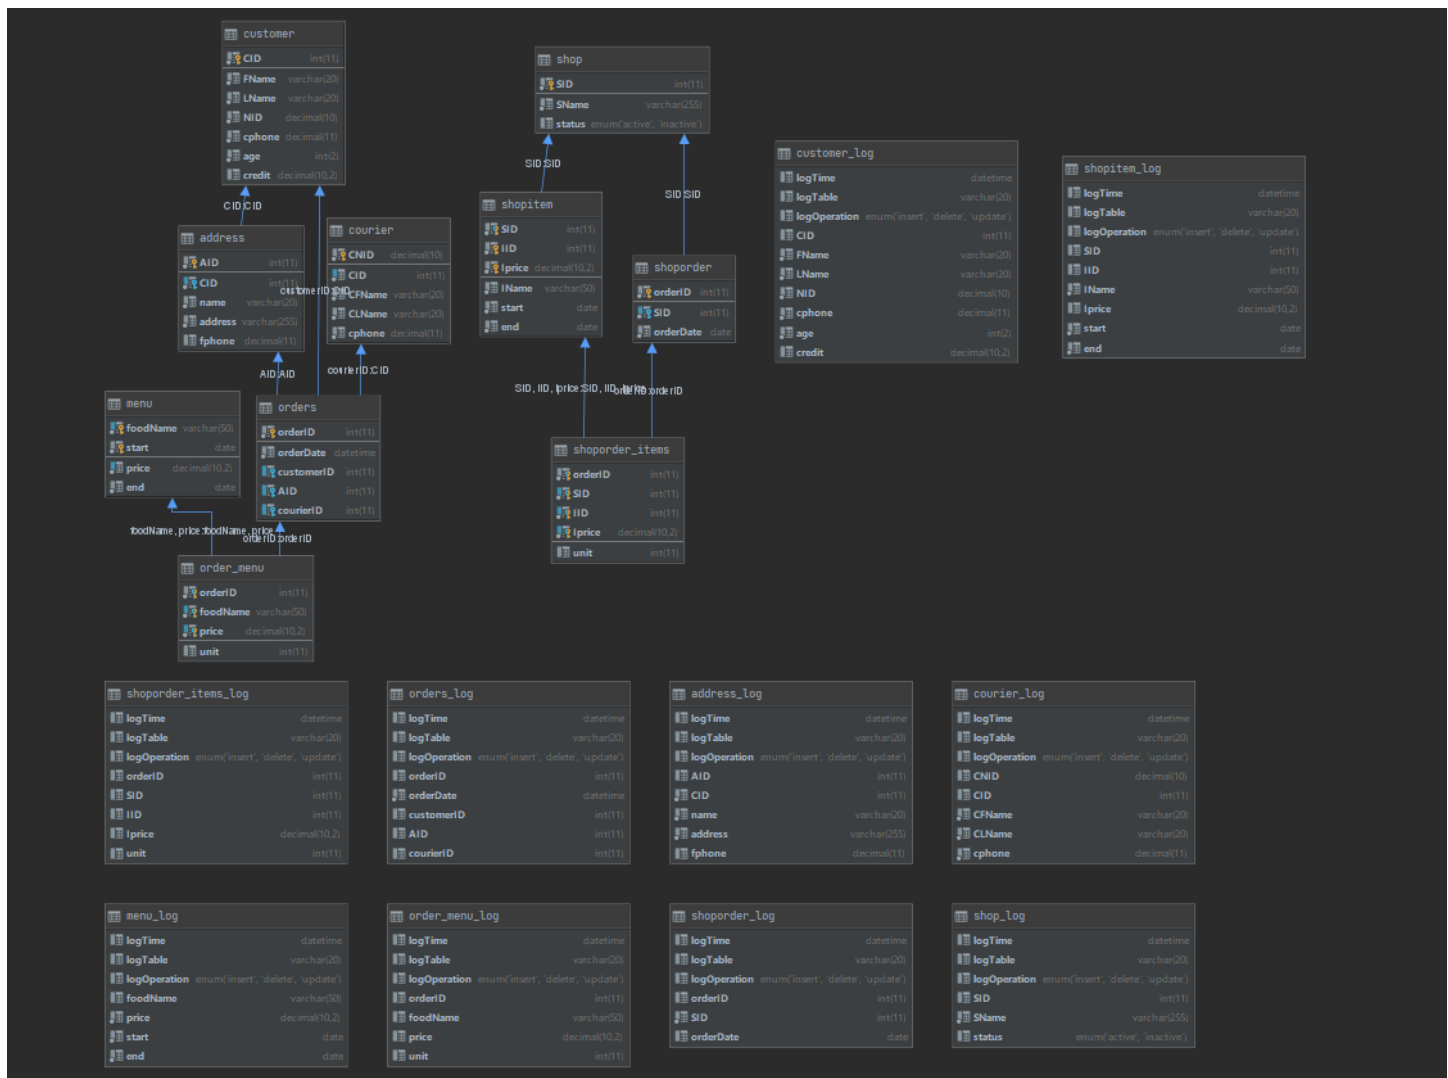 customer
CID int(11)
FName varchar(20)
LName varchar(20)
NID decimal(10)
cphone decimal(11)
age int(2)
credit decimal(10,2)
shop
SID int(11)
SName varchar(255)
status enum('active', 'inactive')
customer_log
logTime datetime
logTable varchar(20)
logOperation enum('insert', 'delete', 'update')
CID int(11)
FName varchar(20)
LName varchar(20)
NID decimal(10)
cphone decimal(11)
age int(2)
credit decimal(10,2)
shopitem_log
logTime datetime
logTable varchar(20)
logOperation enum('insert', 'delete', 'update')
SID int(11)
IID int(11)
IName varchar(50)
Iprice decimal(10,2)
start date
end date
SID:SID
SID:SID
CID:CID
shopitem
SID int(11)
IID int(11)
Iprice decimal(10,2)
IName varchar(50)
start date
end date
address
AID int(11)
CID int(11)
name varchar(20)
address varchar(255)
fphone decimal(11)
customerID:CID
courier
CNID decimal(10)
CID int(11)
CFName varchar(20)
CLName varchar(20)
cphone decimal(11)
shoporder
orderID int(11)
SID int(11)
orderDate date
AID:AID
courierID:CID
SID, IID, Iprice:SID, IID, Iprice
orderID:orderID
menu
foodName varchar(50)
start date
price decimal(10,2)
end date
orders
orderID int(11)
orderDate datetime
customerID int(11)
AID int(11)
courierID int(11)
shoporder_items
orderID int(11)
SID int(11)
IID int(11)
Iprice decimal(10,2)
unit int(11)
foodName, price:foodName, price
orderID:orderID
order_menu
orderID int(11)
foodName varchar(50)
price decimal(10,2)
unit int(11)
shoporder_items_log
logTime datetime
logTable varchar(20)
logOperation enum('insert', 'delete', 'update')
orderID int(11)
SID int(11)
IID int(11)
Iprice decimal(10,2)
unit int(11)
orders_log
logTime datetime
logTable varchar(20)
logOperation enum('insert', 'delete', 'update')
orderID int(11)
orderDate datetime
customerID int(11)
AID int(11)
courierID int(11)
address_log
logTime datetime
logTable varchar(20)
logOperation enum('insert', 'delete', 'update')
AID int(11)
CID int(11)
name varchar(20)
address varchar(255)
fphone decimal(11)
courier_log
logTime datetime
logTable varchar(20)
logOperation enum('insert', 'delete', 'update')
CNID decimal(10)
CID int(11)
CFName varchar(20)
CLName varchar(20)
cphone decimal(11)
menu_log
logTime datetime
logTable varchar(20)
logOperation enum('insert', 'delete', 'update')
foodName varchar(50)
price decimal(10,2)
start date
end date
order_menu_log
logTime datetime
logTable varchar(20)
logOperation enum('insert', 'delete', 'update')
orderID int(11)
foodName varchar(50)
price decimal(10,2)
unit int(11)
shoporder_log
logTime datetime
logTable varchar(20)
logOperation enum('insert', 'delete', 'update')
orderID int(11)
SID int(11)
orderDate date
shop_log
logTime datetime
logTable varchar(20)
logOperation enum('insert', 'delete', 'update')
SID int(11)
SName varchar(255)
status enum('active', 'inactive')